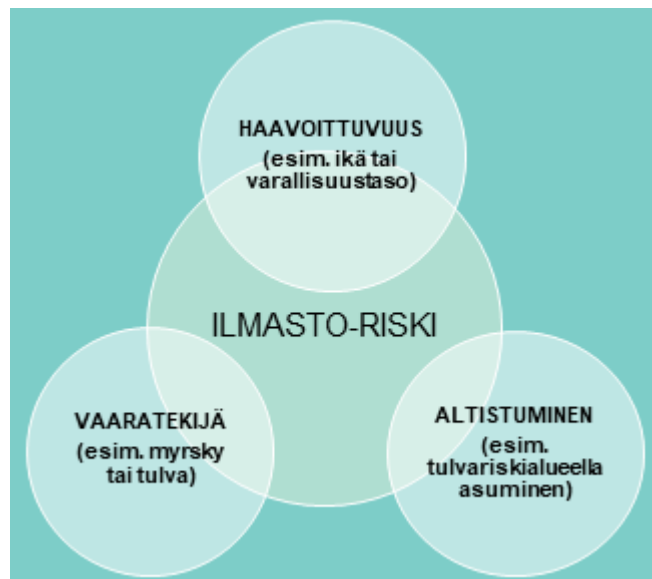 HAAVOITTUVUUS
(esim. ikä tai
varallisuustaso)
ILMASTO-RISKI
VAARATEKIJÄ
(esim. myrsky
tai tulva)
ALTISTUMINEN
(esim.
tulvariskialueella
asuminen)